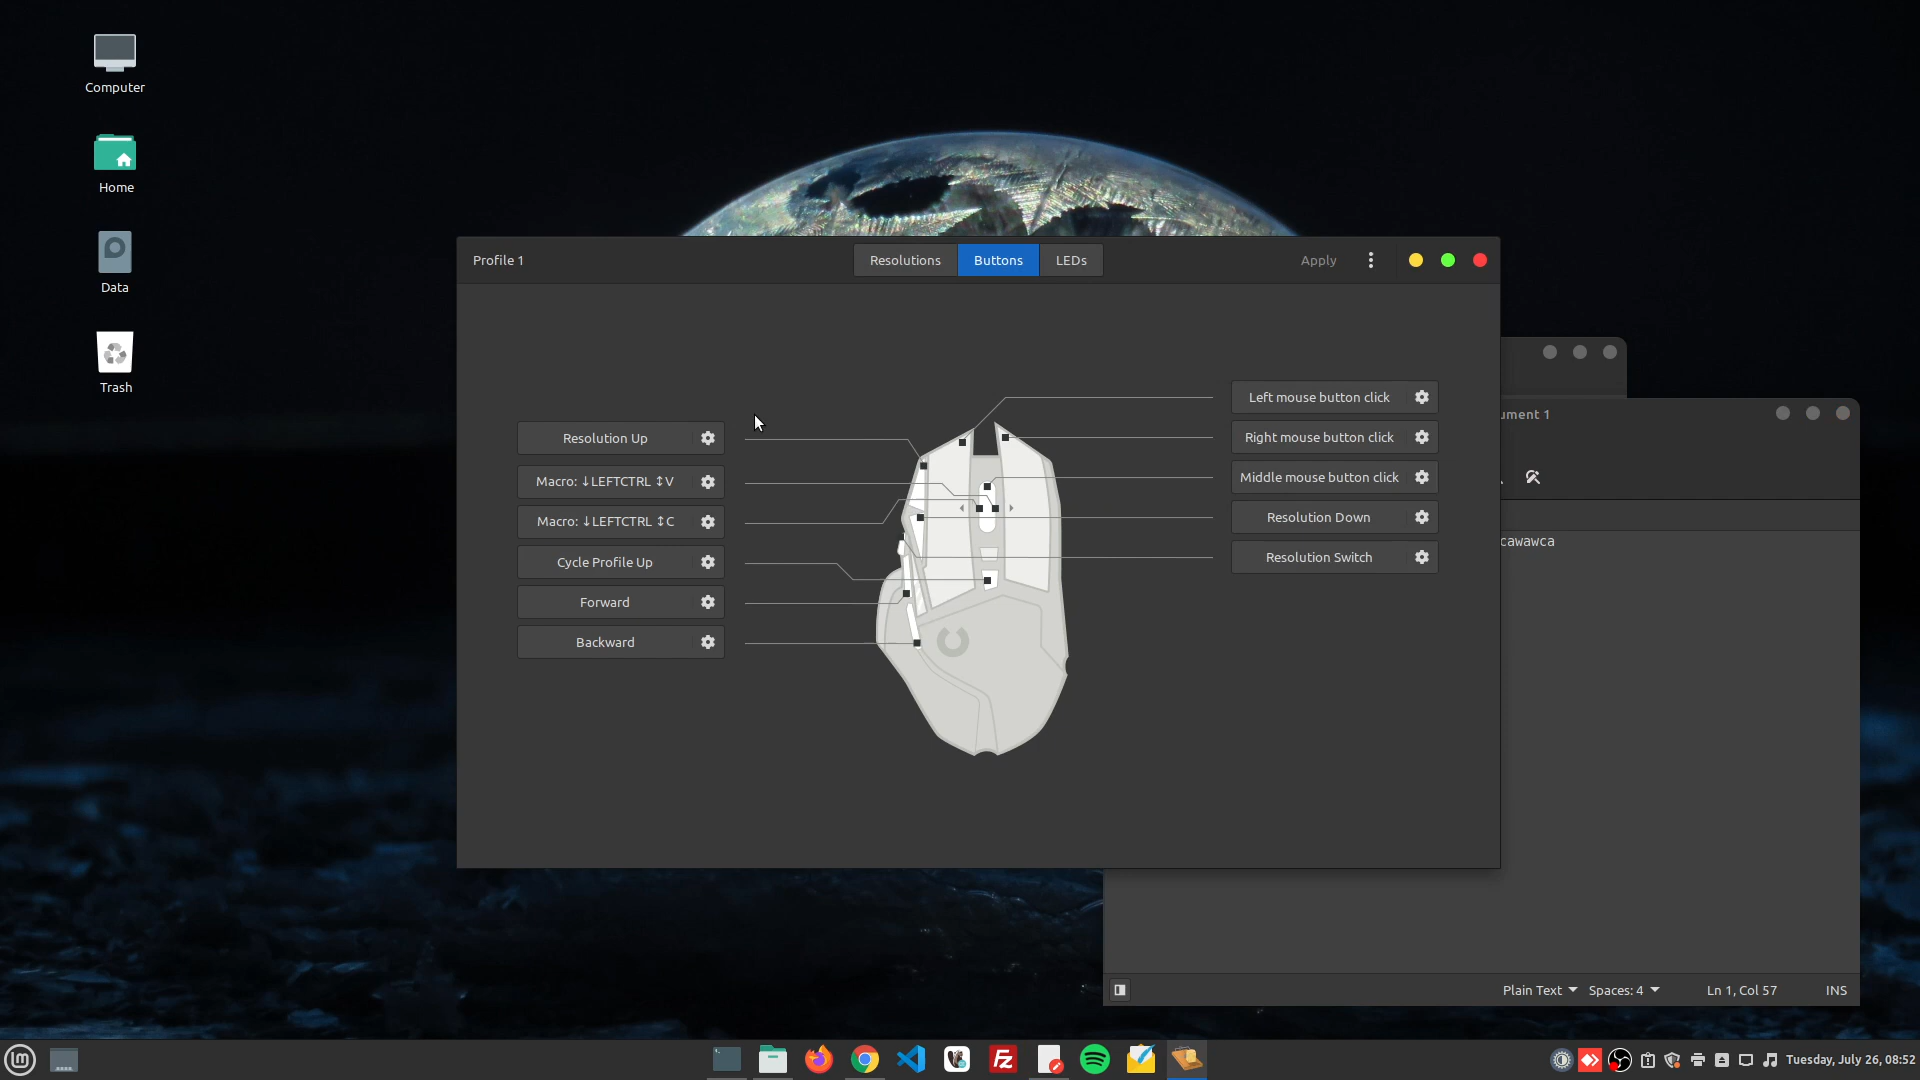 Computer
Home
Data
Trash
Profile 1
Resolutions
Buttons
LEDs
Apply
Resolution Up
Macro: ↓LEFTCTRL ↕V
Macro: ↓LEFTCTRL ↕C
Cycle Profile Up
Forward
Backward
Left mouse button click
Right mouse button click
Middle mouse button click
Resolution Down
Resolution Switch
ument 1
cawawca
Plain Text
Spaces: 4
Ln 1, Col 57
INS
lm
Fz
Tuesday, July 26, 08:52